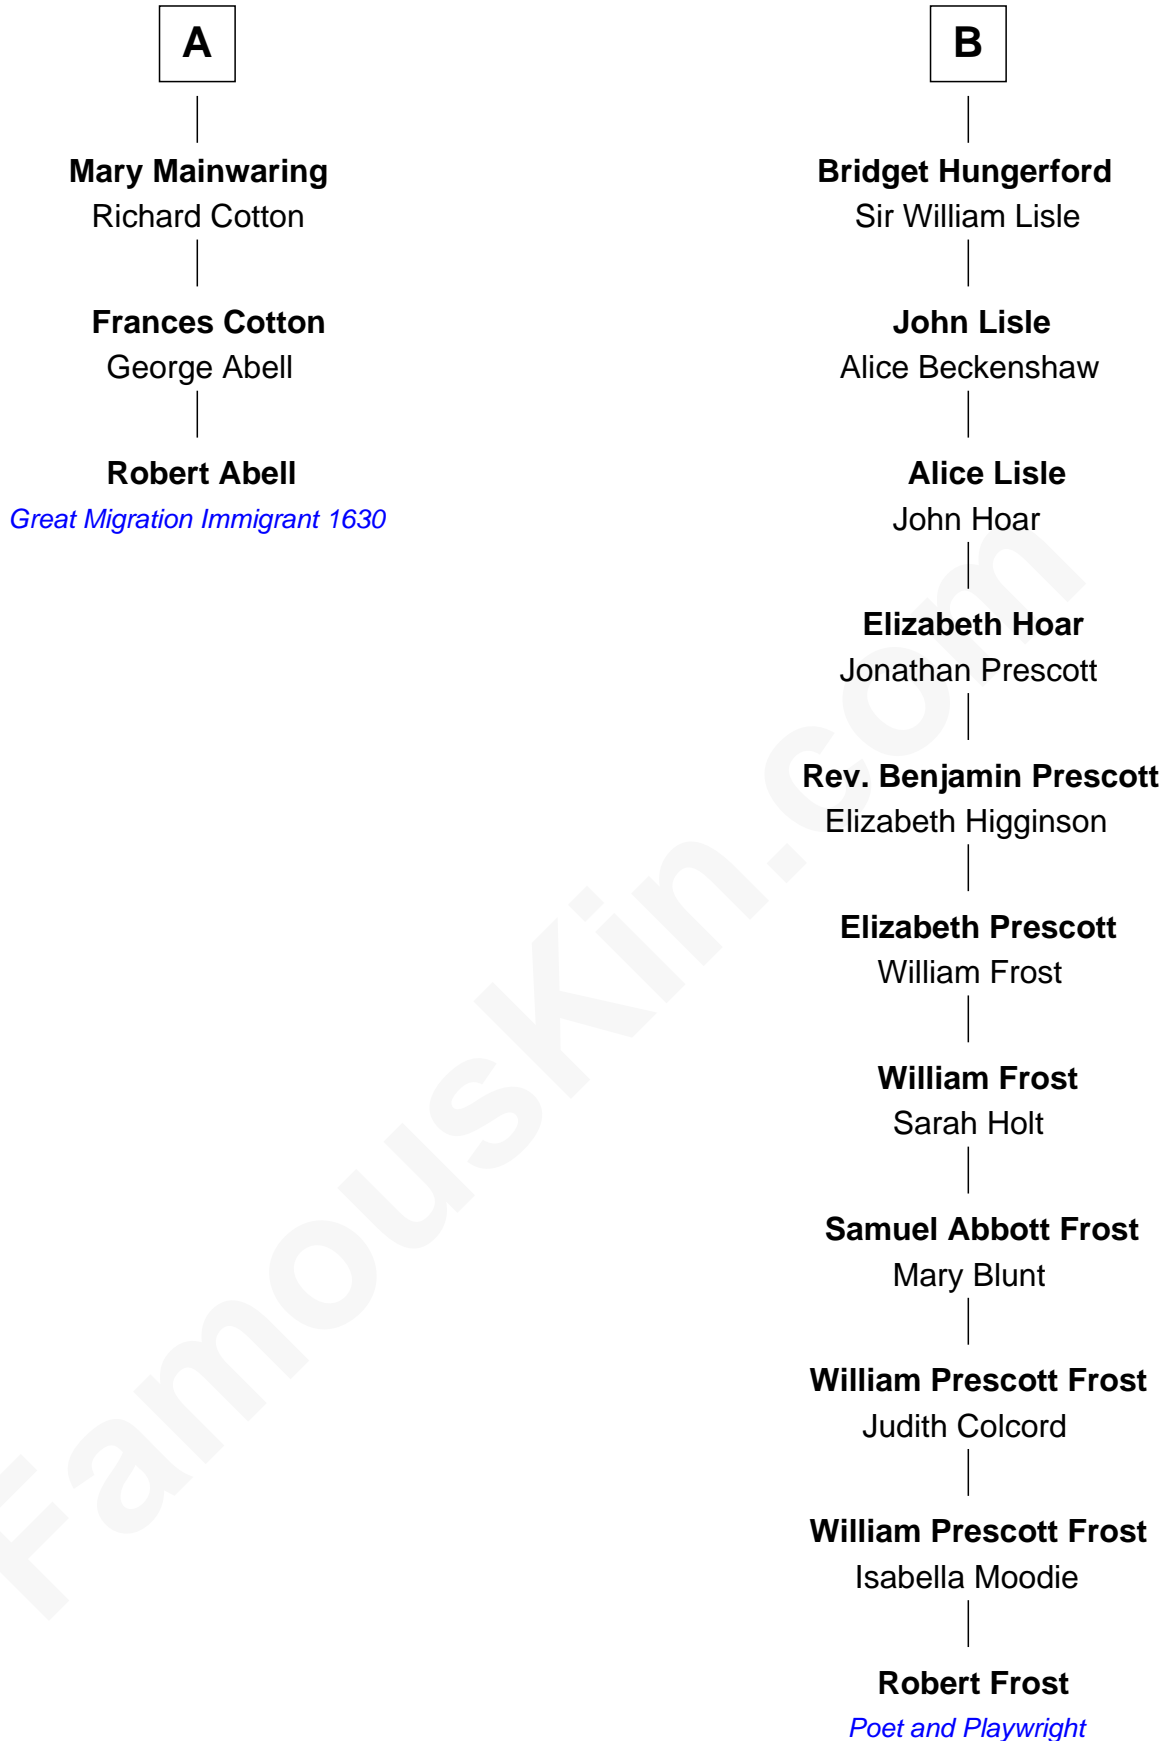 A
Mary Mainwaring
Richard Cotton
Frances Cotton
George Abell
Robert Abell
Great Migration Immigrant 1630
B
Bridget Hungerford
Sir William Lisle
John Lisle
Alice Beckenshaw
Alice Lisle
John Hoar
Elizabeth Hoar
Jonathan Prescott
Rev. Benjamin Prescott
Elizabeth Higginson
Elizabeth Prescott
William Frost
William Frost
Sarah Holt
Samuel Abbott Frost
Mary Blunt
William Prescott Frost
Judith Colcord
William Prescott Frost
Isabella Moodie
Robert Frost
Poet and Playwright
FamousKin.com